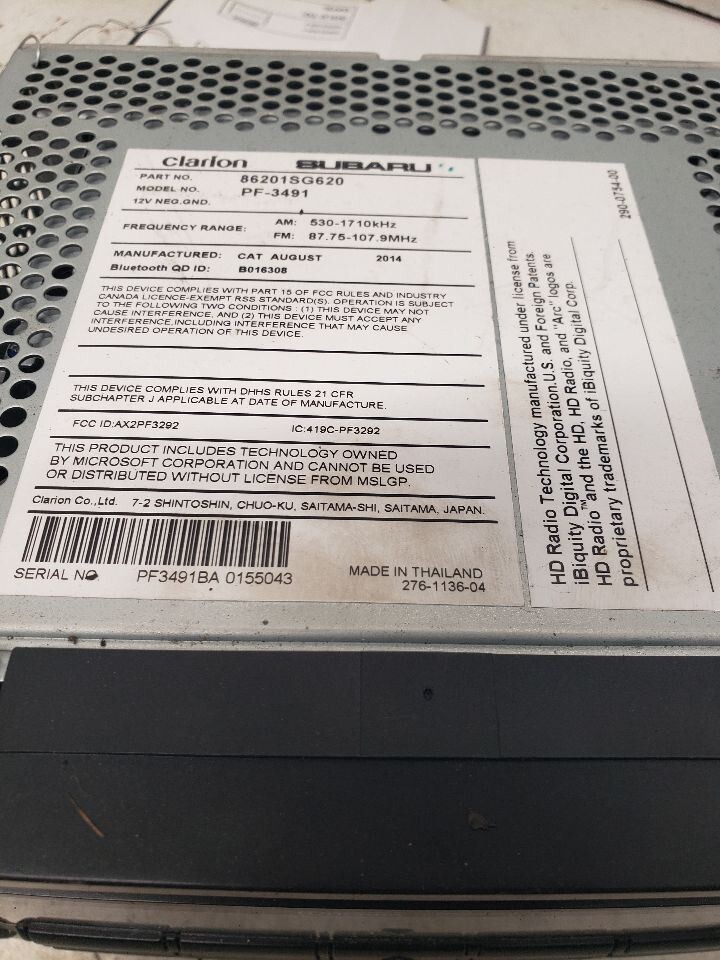 clarion SUBARU
PART NO. 86201SG620
MODEL NO. PF-3491
12V NEG.GND.
FREQUENCY RANGE: AM: 530-1710kHz
FM: 87.75-107.9MHz
MANUFACTURED: CAT AUGUST 2014
Bluetooth QD ID: B016308
THIS DEVICE COMPLIES WITH PART 15 OF FCC RULES AND INDUSTRY
CANADA LICENCE-EXEMPT RSS STANDARD(S). OPERATION IS SUBJECT
TO THE FOLLOWING TWO CONDITIONS : (1) THIS DEVICE MAY NOT
CAUSE INTERFERENCE, AND (2) THIS DEVICE MUST ACCEPT ANY
INTERFERENCE,INCLUDING INTERFERENCE THAT MAY CAUSE
UNDESIRED OPERATION OF THIS DEVICE.
THIS DEVICE COMPLIES WITH DHHS RULES 21 CFR
SUBCHAPTER J APPLICABLE AT DATE OF MANUFACTURE.
FCC ID:AX2PF3292 IC:419C-PF3292
THIS PRODUCT INCLUDES TECHNOLOGY OWNED
BY MICROSOFT CORPORATION AND CANNOT BE USED
OR DISTRIBUTED WITHOUT LICENSE FROM MSLGP.
Clarion Co.,Ltd. 7-2 SHINTOSHIN, CHUO-KU, SAITAMA-SHI, SAITAMA, JAPAN.
SERIAL NO. PF3491BA 0155043
MADE IN THAILAND
276-1136-04
HD Radio Technology manufactured under license from
iBiquity Digital Corporation.U.S. and Foreign Patents.
HD Radio™ and the HD, HD Radio, and "Arc" logos are
proprietary trademarks of iBiquity Digital Corp.
290-0754-00